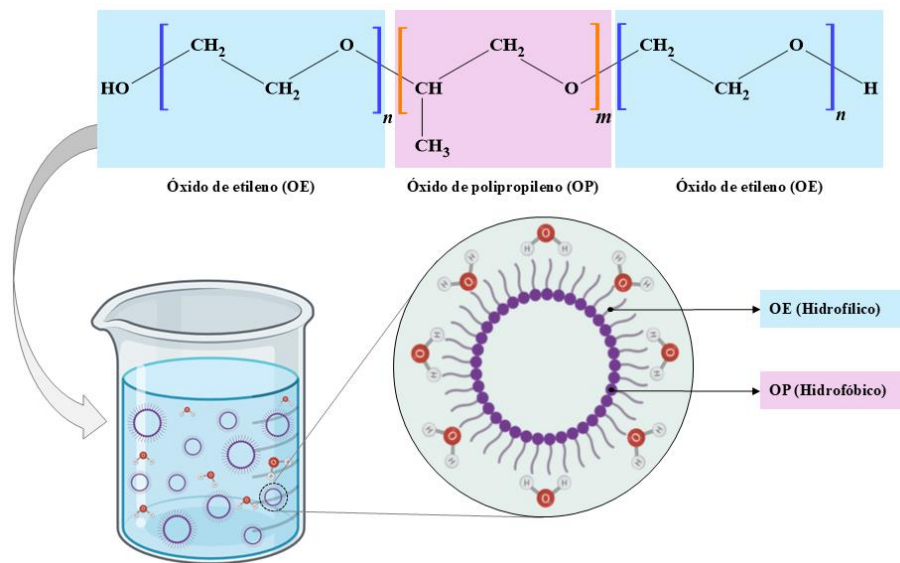 CH2 O CH2 CH2 O
HO CH2 n CH O m CH2 n H
CH3
Óxido de etileno (OE) Óxido de polipropileno (OP) Óxido de etileno (OE)
OE (Hidrofílico)
OP (Hidrofóbico)
H O H
H O H
H O H
H O H
H O H
H O H
H O H
H O H